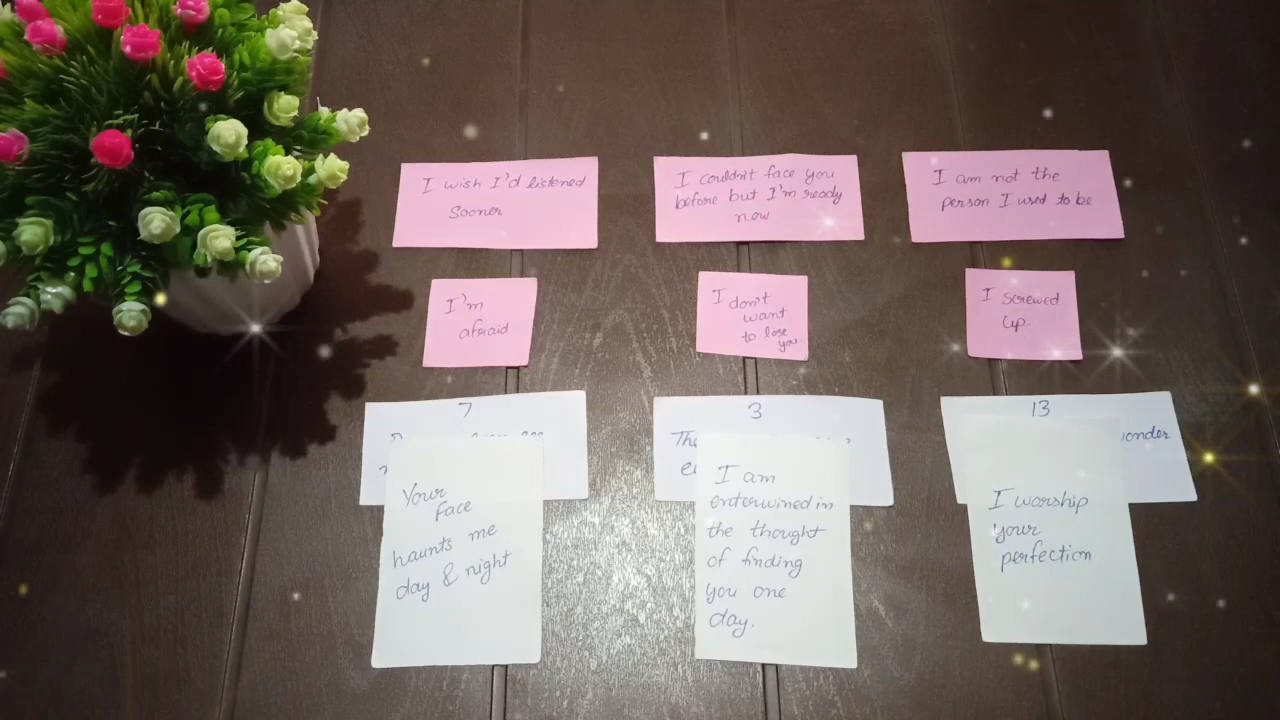 I wish I'd listened
Sooner
I couldn't face you
before but I'm ready
now
I am not the
person I used to be
I'm
afraid
I
don't
want
to lose
you.
I screwed
up.
7
3
The
13
Your
face
haunts me
day & night
I am
enterwined in
the thought
of finding
you one
day.
I worship
your
perfection